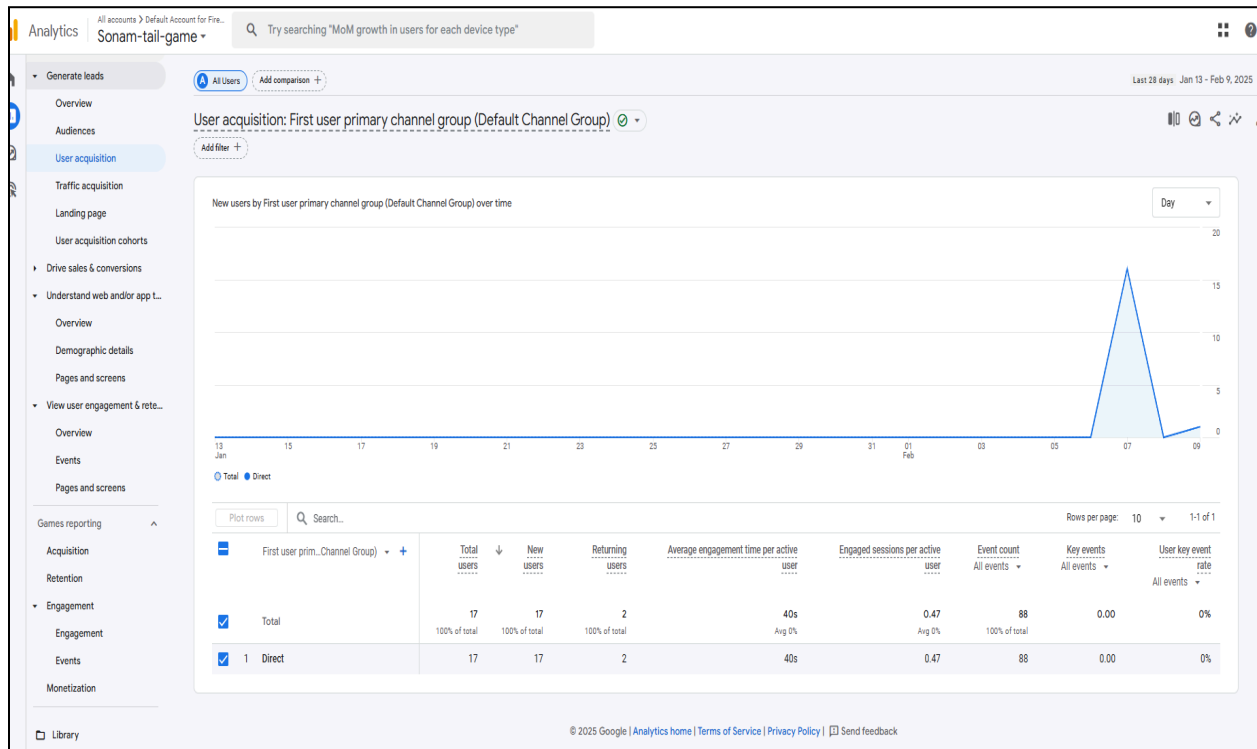 All accounts > Default Account for Fire...
Analytics
Sonam-tail-game
Try searching "MoM growth in users for each device type"
Generate leads
Overview
Audiences
User acquisition
Traffic acquisition
Landing page
User acquisition cohorts
Drive sales & conversions
Understand web and/or app t...
Overview
Demographic details
Pages and screens
View user engagement & rete...
Overview
Events
Pages and screens
Games reporting
Acquisition
Retention
Engagement
Engagement
Events
Monetization
Library
A All Users
Add comparison +
Last 28 days Jan 13 - Feb 9, 2025
User acquisition: First user primary channel group (Default Channel Group)
Add filter +
New users by First user primary channel group (Default Channel Group) over time
Day
20
15
10
5
0
13 15 17 19 21 23 25 27 29 31 01 03 05 07 09
Jan Feb
Total Direct
Plot rows
Search...
Rows per page: 10 1-1 of 1
First user prim...Channel Group) +
Total users
New users
Returning users
Average engagement time per active user
Engaged sessions per active user
Event count
All events
Key events
All events
User key event rate
All events
Total 17 17 2 40s 0.47 88 0.00 0%
100% of total 100% of total 100% of total Avg 0% Avg 0% 100% of total
1 Direct 17 17 2 40s 0.47 88 0.00 0%
© 2025 Google | Analytics home | Terms of Service | Privacy Policy | Send feedback